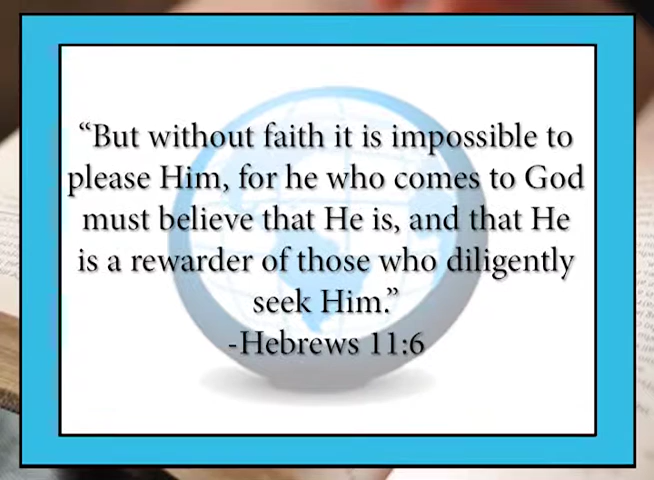 “But without faith it is impossible to
please Him, for he who comes to God
must believe that He is, and that He
is a rewarder of those who diligently
seek Him.”
-Hebrews 11:6